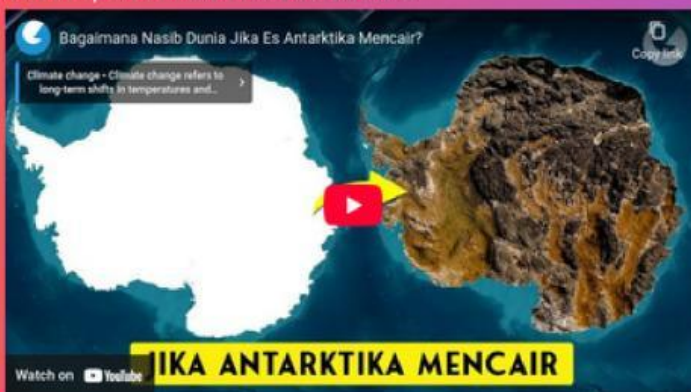 Bagaimana Nasib Dunia Jika Es Antarktika Mencair?
Copy link
Climate change • Climate change refers to
long-term shifts in temperatures and...
JIKA ANTARKTIKA MENCAIR
Watch on YouTube